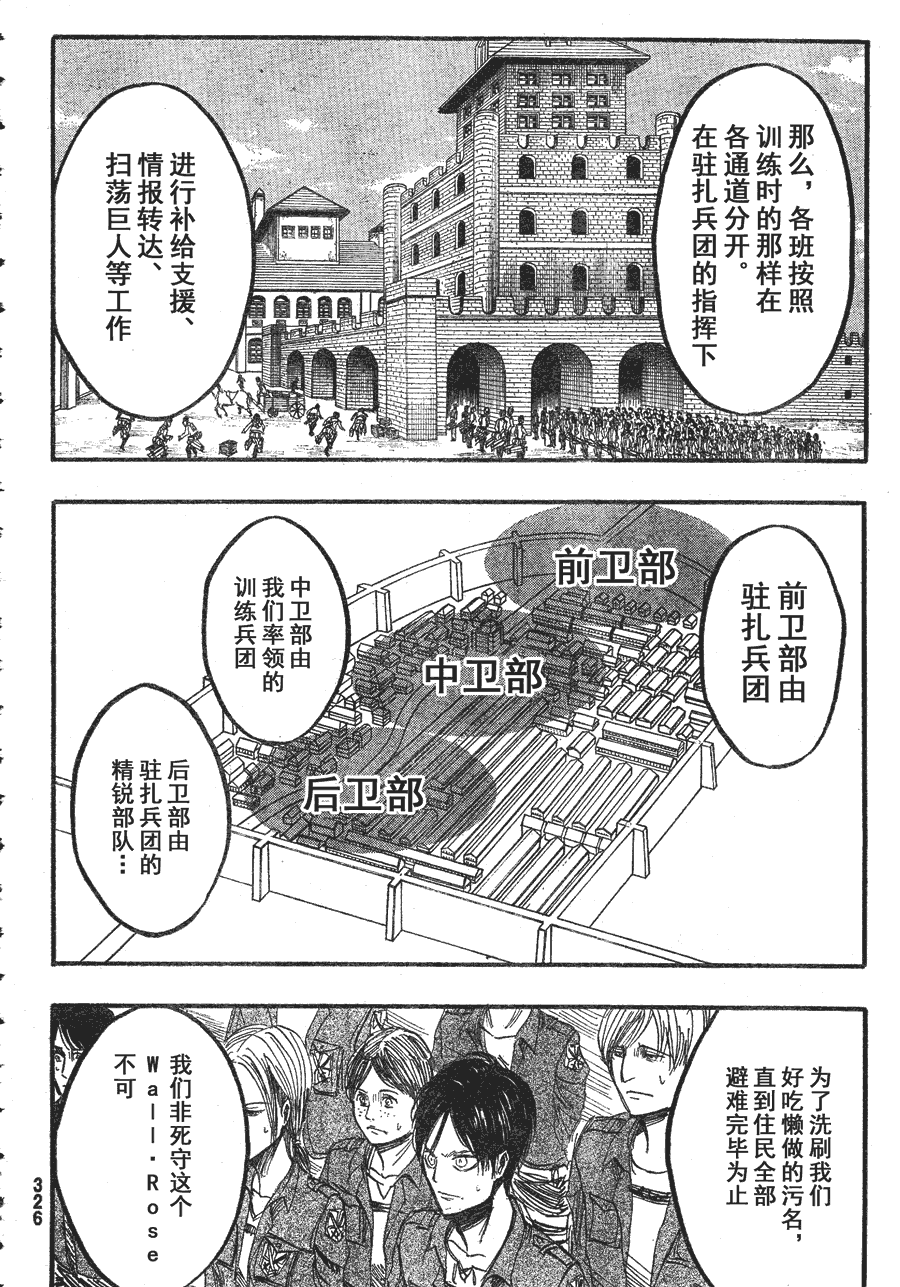 那么，各班按照
训练时的那样在
各通道分开。
在驻扎兵团的指挥下
进行补给支援、
情报转达、
扫荡巨人等工作
前卫部由
驻扎兵团
前卫部
中卫部由
我们率领的
训练兵团
中卫部
后卫部由
驻扎兵团的
精锐部队…
后卫部
为了洗刷我们
好吃懒做的污名，
直到住民全部
避难完毕为止
我们非死守这个
Wall·Rose
不可
326